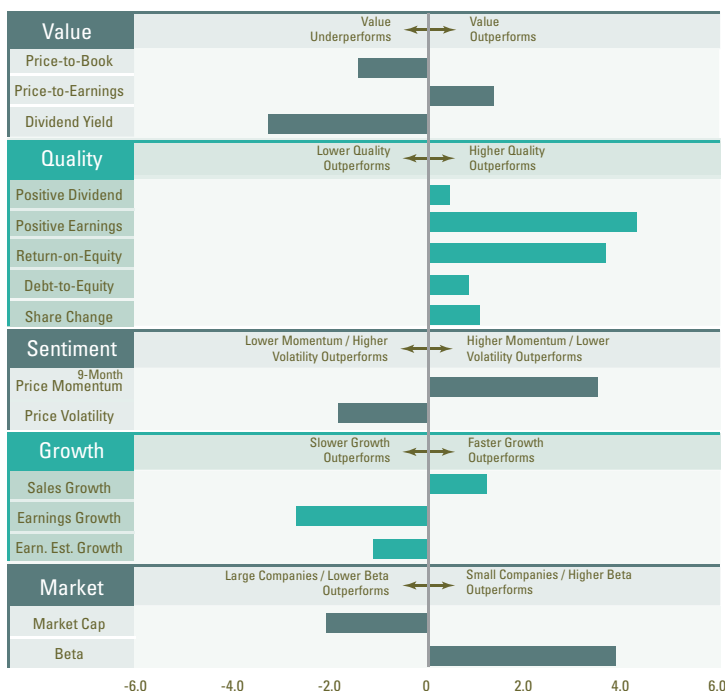 Value
Value
Underperforms
Value
Outperforms
Price-to-Book
Price-to-Earnings
Dividend Yield
Quality
Lower Quality
Outperforms
Higher Quality
Outperforms
Positive Dividend
Positive Earnings
Return-on-Equity
Debt-to-Equity
Share Change
Sentiment
Lower Momentum / Higher
Volatility Outperforms
Higher Momentum / Lower
Volatility Outperforms
9-Month
Price Momentum
Price Volatility
Growth
Slower Growth
Outperforms
Faster Growth
Outperforms
Sales Growth
Earnings Growth
Earn. Est. Growth
Market
Large Companies / Lower Beta
Outperforms
Small Companies / Higher Beta
Outperforms
Market Cap
Beta
-6.0 -4.0 -2.0 0 2.0 4.0 6.0